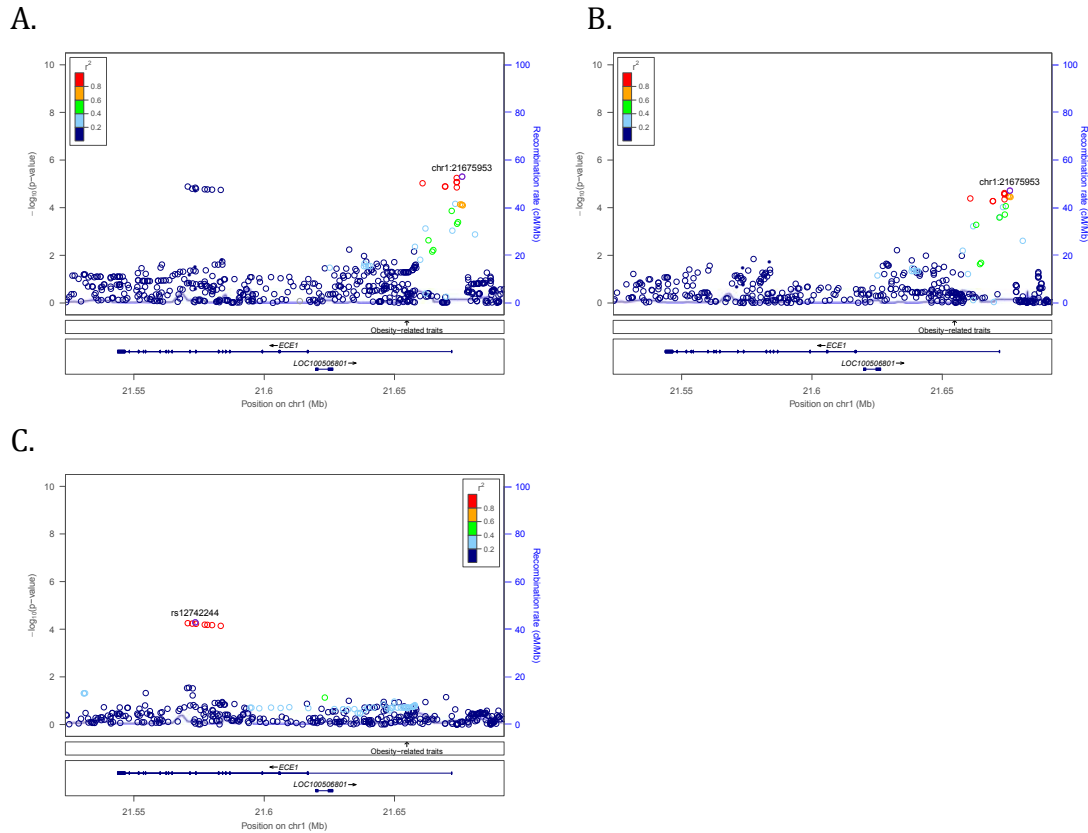 A.
r²
0.8
0.6
0.4
0.2
chr1:21675953
10
8
6
4
2
0
−log₁₀(p−value)
100
80
60
40
20
0
Recombination rate (cM/Mb)
Obesity−related traits
←ECE1
LOC100506801→
21.55 21.6 21.65
Position on chr1 (Mb)
B.
r²
0.8
0.6
0.4
0.2
chr1:21675953
10
8
6
4
2
0
−log₁₀(p−value)
100
80
60
40
20
0
Recombination rate (cM/Mb)
Obesity−related traits
←ECE1
LOC100506801→
21.55 21.6 21.65
Position on chr1 (Mb)
C.
r²
0.8
0.6
0.4
0.2
rs12742244
10
8
6
4
2
0
−log₁₀(p−value)
100
80
60
40
20
0
Recombination rate (cM/Mb)
Obesity−related traits
←ECE1
LOC100506801→
21.55 21.6 21.65
Position on chr1 (Mb)